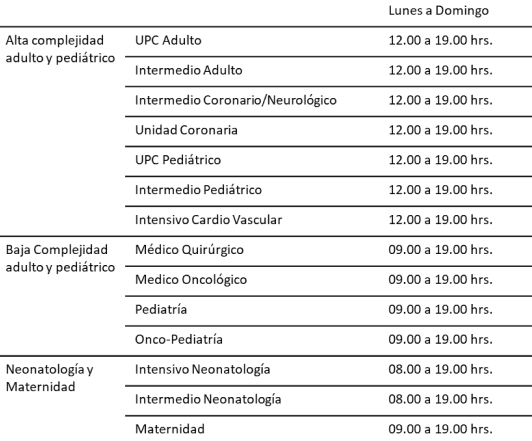 Lunes a Domingo
Alta complejidad
adulto y pediátrico
UPC Adulto 12.00 a 19.00 hrs.
Intermedio Adulto 12.00 a 19.00 hrs.
Intermedio Coronario/Neurológico 12.00 a 19.00 hrs.
Unidad Coronaria 12.00 a 19.00 hrs.
UPC Pediátrico 12.00 a 19.00 hrs.
Intermedio Pediátrico 12.00 a 19.00 hrs.
Intensivo Cardio Vascular 12.00 a 19.00 hrs.
Baja Complejidad
adulto y pediátrico
Médico Quirúrgico 09.00 a 19.00 hrs.
Medico Oncológico 09.00 a 19.00 hrs.
Pediatría 09.00 a 19.00 hrs.
Onco-Pediatría 09.00 a 19.00 hrs.
Neonatología y
Maternidad
Intensivo Neonatología 08.00 a 19.00 hrs.
Intermedio Neonatología 08.00 a 19.00 hrs.
Maternidad 09.00 a 19.00 hrs.